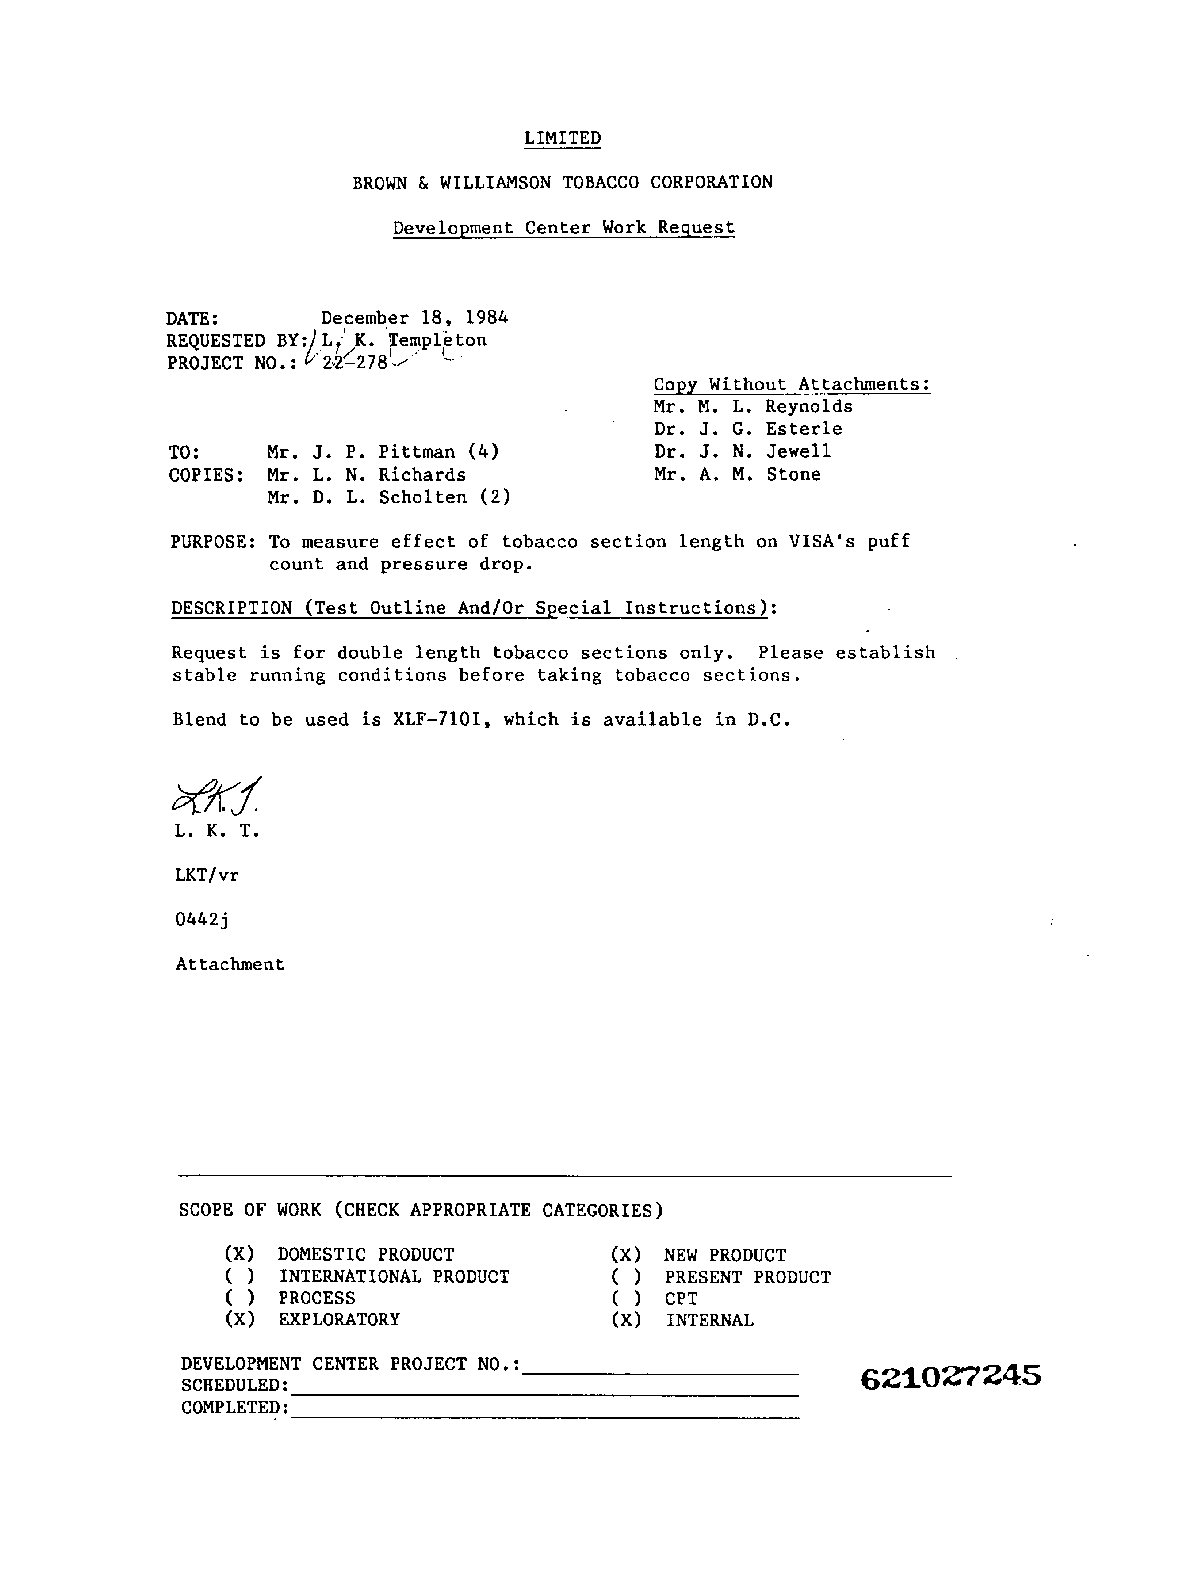 LIMITED
BROWN & WILLIAMSON TOBACCO CORPORATION
Development Center Work Request
DATE: December 18, 1984
REQUESTED BY: L. K. Templeton
PROJECT NO.: 22-278
Copy Without Attachments:
Mr. M. L. Reynolds
Dr. J. G. Esterle
Dr. J. N. Jewell
Mr. A. M. Stone
TO: Mr. J. P. Pittman (4)
COPIES: Mr. L. N. Richards
Mr. D. L. Scholten (2)
PURPOSE: To measure effect of tobacco section length on VISA's puff
count and pressure drop.
DESCRIPTION (Test Outline And/Or Special Instructions):
Request is for double length tobacco sections only. Please establish
stable running conditions before taking tobacco sections.
Blend to be used is XLF-710I, which is available in D.C.
LKT.
L. K. T.
LKT/vr
0442j
Attachment
SCOPE OF WORK (CHECK APPROPRIATE CATEGORIES)
(X) DOMESTIC PRODUCT (X) NEW PRODUCT
( ) INTERNATIONAL PRODUCT ( ) PRESENT PRODUCT
( ) PROCESS ( ) CPT
(X) EXPLORATORY (X) INTERNAL
DEVELOPMENT CENTER PROJECT NO.:
SCHEDULED:
COMPLETED:
621027245